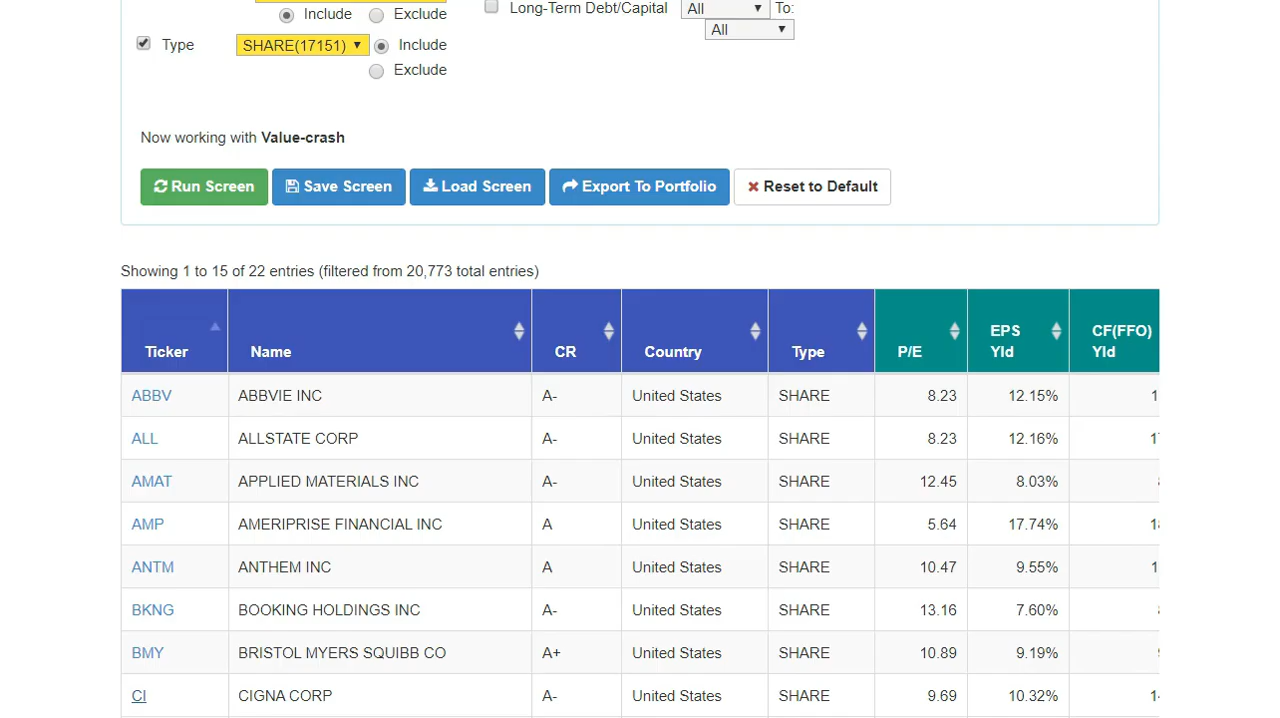 Include Exclude Long-Term Debt/Capital All To:
All
Type SHARE(17151) Include
Exclude
Now working with Value-crash
Run Screen Save Screen Load Screen Export To Portfolio Reset to Default
Showing 1 to 15 of 22 entries (filtered from 20,773 total entries)
Ticker Name CR Country Type P/E EPS Yld CF(FFO) Yld
ABBV ABBVIE INC A- United States SHARE 8.23 12.15%
ALL ALLSTATE CORP A- United States SHARE 8.23 12.16%
AMAT APPLIED MATERIALS INC A- United States SHARE 12.45 8.03%
AMP AMERIPRISE FINANCIAL INC A United States SHARE 5.64 17.74%
ANTM ANTHEM INC A United States SHARE 10.47 9.55%
BKNG BOOKING HOLDINGS INC A- United States SHARE 13.16 7.60%
BMY BRISTOL MYERS SQUIBB CO A+ United States SHARE 10.89 9.19%
CI CIGNA CORP A- United States SHARE 9.69 10.32%